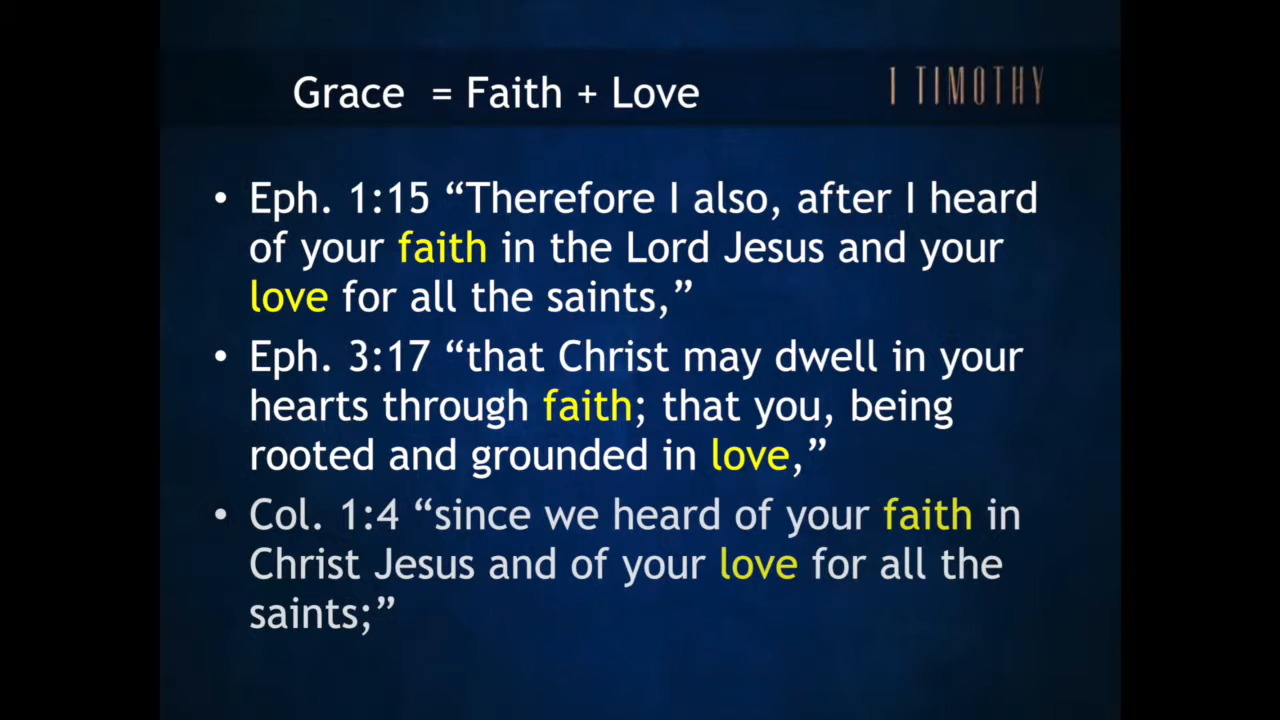 Grace = Faith + Love
1 TIMOTHY
• Eph. 1:15 “Therefore I also, after I heard
of your faith in the Lord Jesus and your
love for all the saints,”
• Eph. 3:17 “that Christ may dwell in your
hearts through faith; that you, being
rooted and grounded in love,”
• Col. 1:4 “since we heard of your faith in
Christ Jesus and of your love for all the
saints;”